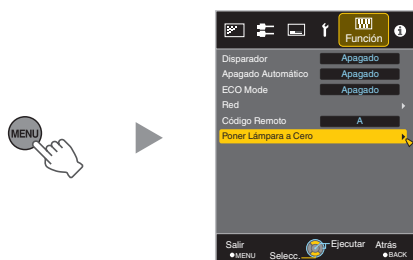 MENU
Función
Disparador Apagado
Apagado Automático Apagado
ECO Mode Apagado
Red
Código Remoto A
Poner Lámpara a Cero
Salir Ejecutar Atrás
MENU Selecc. BACK